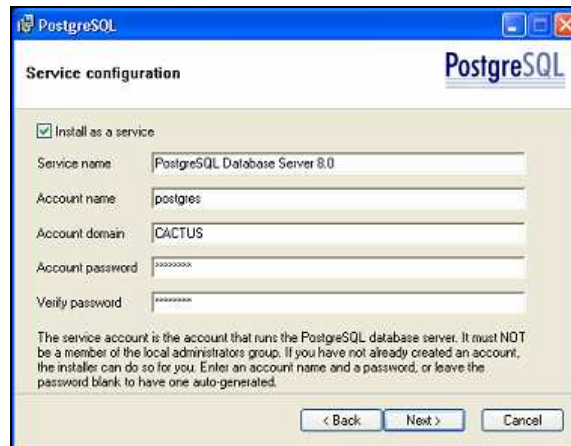 PostgreSQL
Service configuration
PostgreSQL
Install as a service
Service name PostgreSQL Database Server 8.0
Account name postgres
Account domain CACTUS
Account password ********
Verify password ********
The service account is the account that runs the PostgreSQL database server. It must NOT
be a member of the local administrators group. If you have not already created an account,
the installer can do so for you. Enter an account name and a password, or leave the
password blank to have one auto-generated.
< Back Next > Cancel